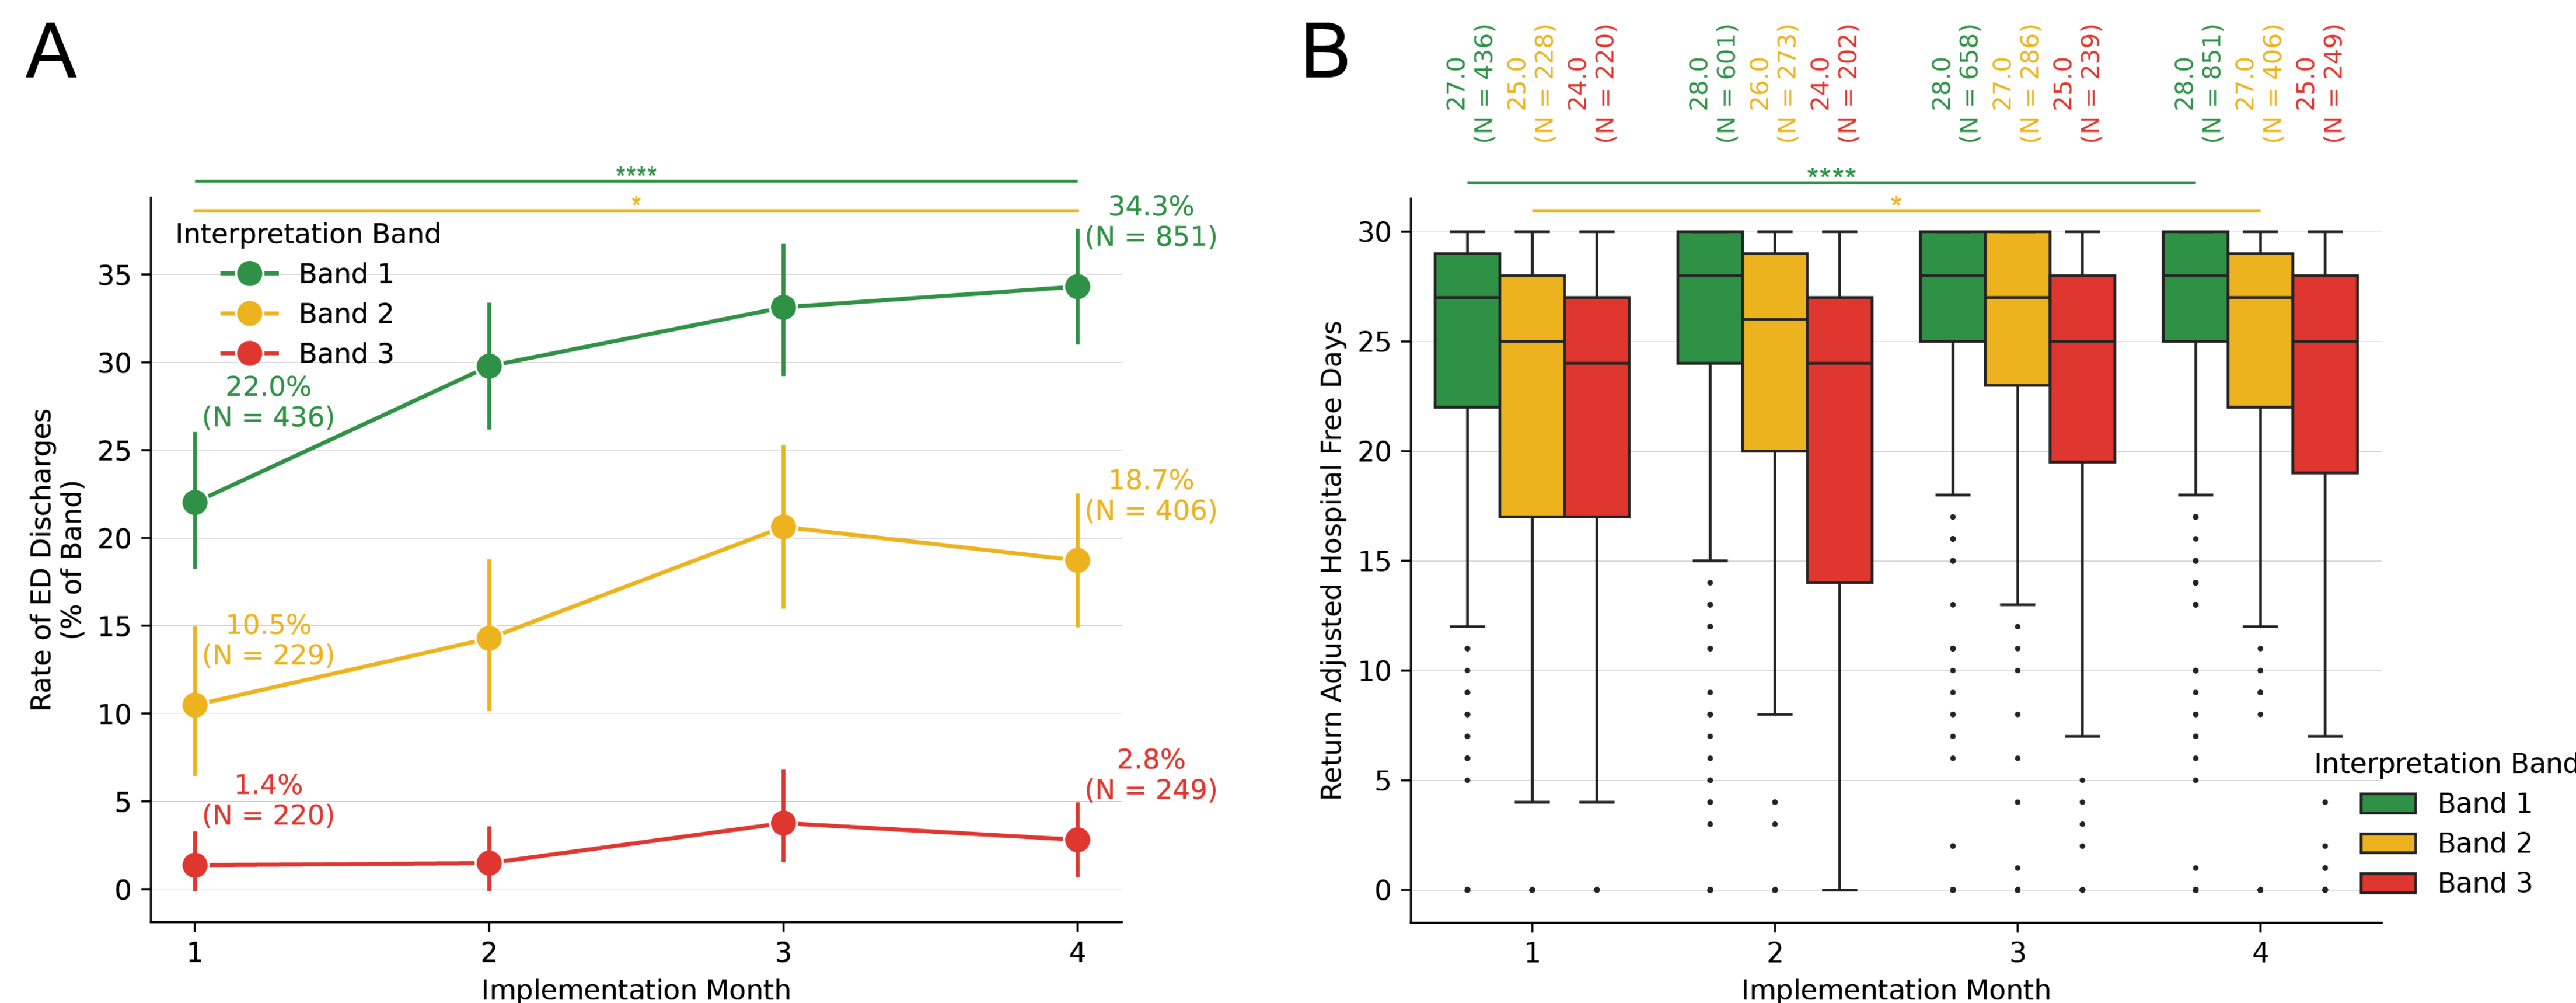 A
****
*
Interpretation Band
Band 1
Band 2
Band 3
34.3%
(N = 851)
22.0%
(N = 436)
18.7%
(N = 406)
10.5%
(N = 229)
2.8%
(N = 249)
1.4%
(N = 220)
Rate of ED Discharges
(% of Band)
35
30
25
20
15
10
5
0
1
2
3
4
Implementation Month
B
27.0
(N = 436)
25.0
(N = 228)
24.0
(N = 220)
28.0
(N = 601)
26.0
(N = 273)
24.0
(N = 202)
28.0
(N = 658)
27.0
(N = 286)
25.0
(N = 239)
28.0
(N = 851)
27.0
(N = 406)
25.0
(N = 249)
****
*
Return Adjusted Hospital Free Days
30
25
20
15
10
5
0
Interpretation Band
Band 1
Band 2
Band 3
1
2
3
4
Implementation Month